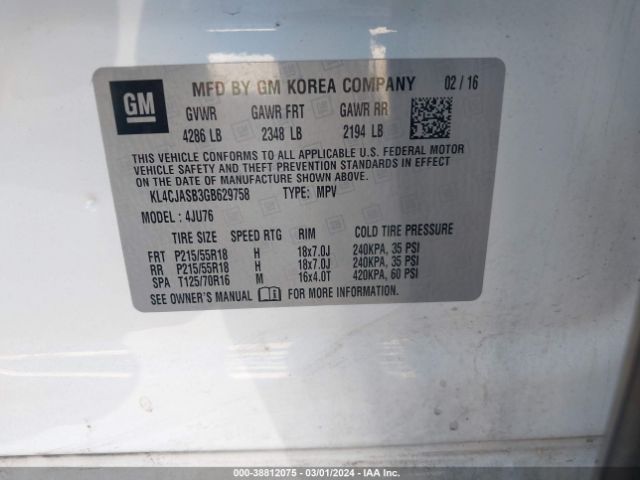 GM
MFD BY GM KOREA COMPANY 02 / 16
GVWR GAWR FRT GAWR RR
4286 LB 2348 LB 2194 LB
THIS VEHICLE CONFORMS TO ALL APPLICABLE U.S. FEDERAL MOTOR
VEHICLE SAFETY AND THEFT PREVENTION STANDARDS IN EFFECT
ON THE DATE OF MANUFACTURE SHOWN ABOVE.
KL4CJASB3GB629758 TYPE: MPV
MODEL: 4JU76
TIRE SIZE SPEED RTG RIM COLD TIRE PRESSURE
FRT P215/55R18 H 18x7.0J 240KPA, 35 PSI
RR P215/55R18 H 18x7.0J 240KPA, 35 PSI
SPA T125/70R16 M 16x4.0T 420KPA, 60 PSI
SEE OWNER'S MANUAL FOR MORE INFORMATION.
000-38812075 — 03/01/2024 — IAA Inc.